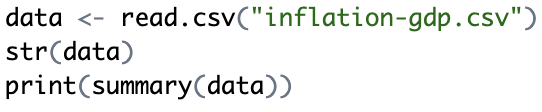 data <- read.csv("inflation-gdp.csv")
str(data)
print(summary(data))